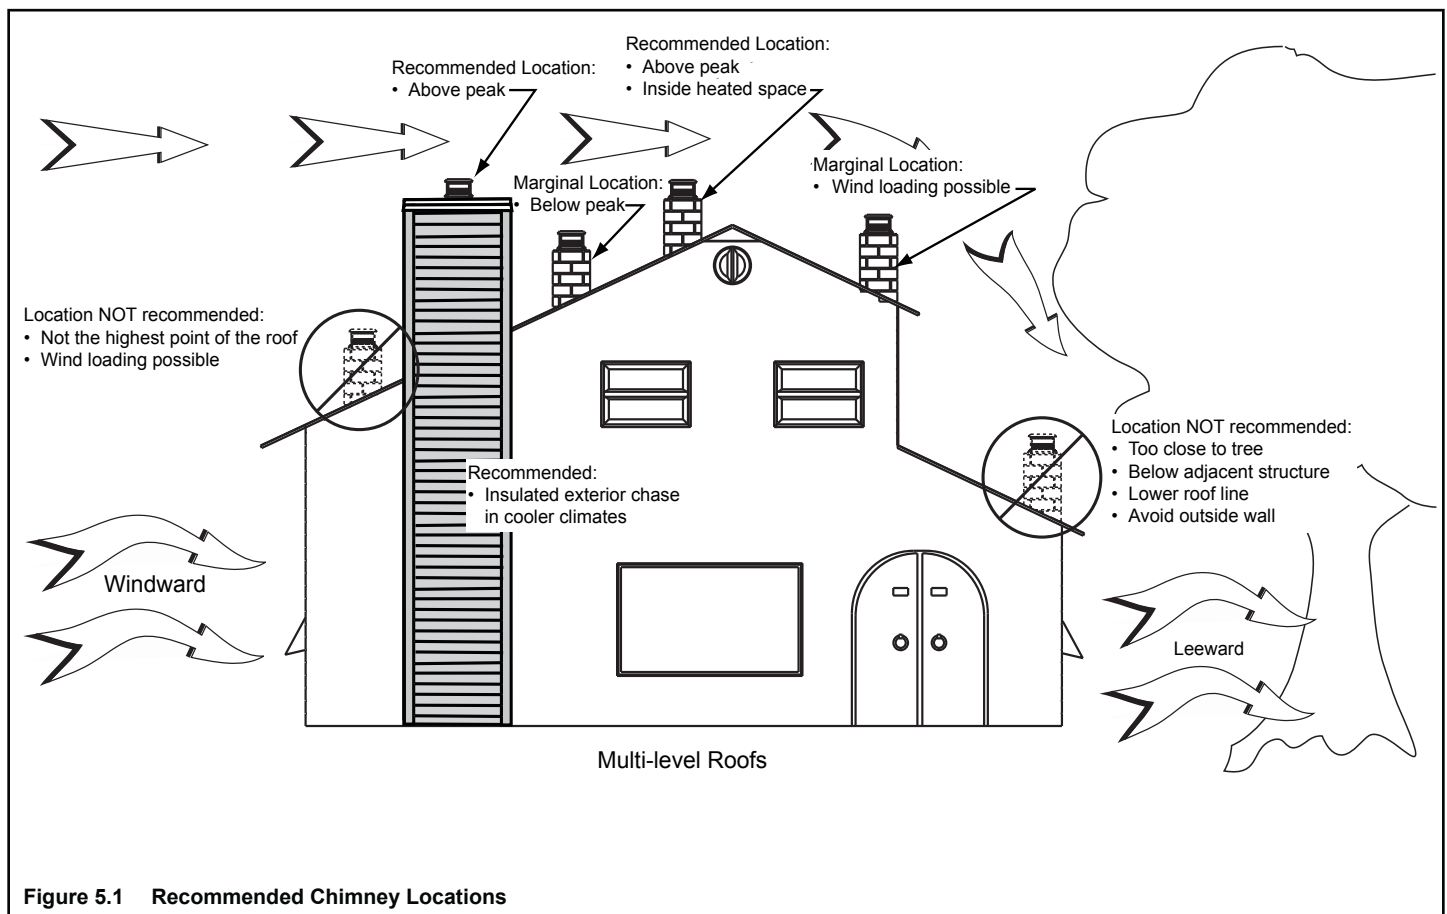 Recommended Location:
• Above peak
• Inside heated space
Recommended Location:
• Above peak
Marginal Location:
• Below peak
Marginal Location:
• Wind loading possible
Location NOT recommended:
• Not the highest point of the roof
• Wind loading possible
Location NOT recommended:
• Too close to tree
• Below adjacent structure
• Lower roof line
• Avoid outside wall
Recommended:
• Insulated exterior chase
in cooler climates
Windward
Leeward
Multi-level Roofs
Figure 5.1 Recommended Chimney Locations